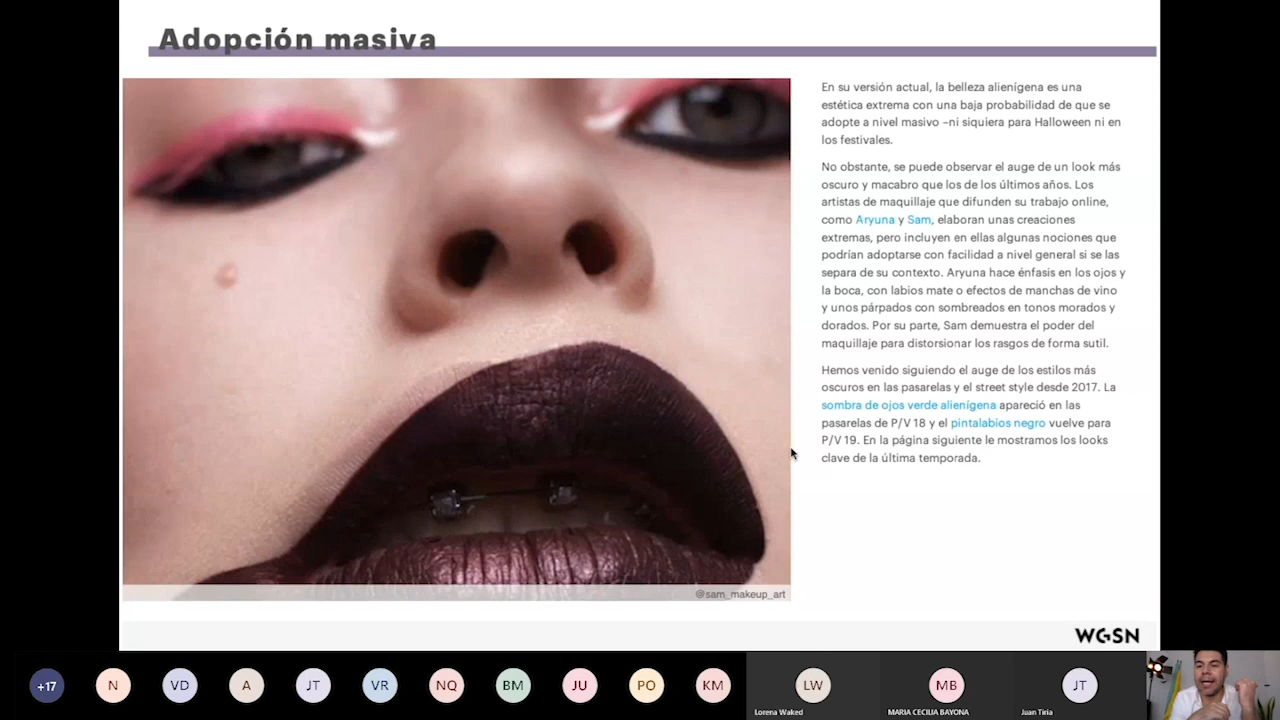 Adopción masiva
En su versión actual, la belleza alienígena es una
estética extrema con una baja probabilidad de que se
adopte a nivel masivo –ni siquiera para Halloween ni en
los festivales.
No obstante, se puede observar el auge de un look más
oscuro y macabro que los de los últimos años. Los
artistas de maquillaje que difunden su trabajo online,
como Aryuna y Sam, elaboran unas creaciones
extremas, pero incluyen en ellas algunas nociones que
podrían adoptarse con facilidad a nivel general si se las
separa de su contexto. Aryuna hace énfasis en los ojos y
la boca, con labios mate o efectos de manchas de vino
y unos párpados con sombreados en tonos morados y
dorados. Por su parte, Sam demuestra el poder del
maquillaje para distorsionar los rasgos de forma sutil.
Hemos venido siguiendo el auge de los estilos más
oscuros en las pasarelas y el street style desde 2017. La
sombra de ojos verde alienígena apareció en las
pasarelas de P/V 18 y el pintalabios negro vuelve para
P/V 19. En la página siguiente le mostramos los looks
clave de la última temporada.
@sam_makeup_art
WGSN
+17 N VD A JT VR NQ BM JU PO KM LW MB JT
Lorena Waked MARIA CECILIA BAYONA Juan Tiria